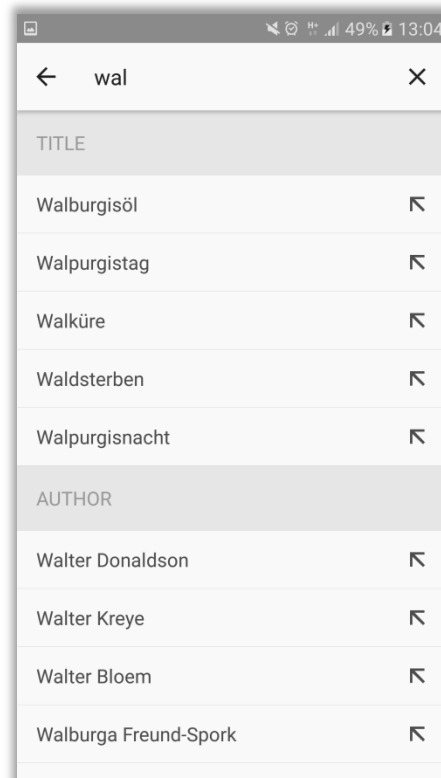 49% 13:04
wal
TITLE
Walburgisöl
Walpurgistag
Walküre
Waldsterben
Walpurgisnacht
AUTHOR
Walter Donaldson
Walter Kreye
Walter Bloem
Walburga Freund-Spork